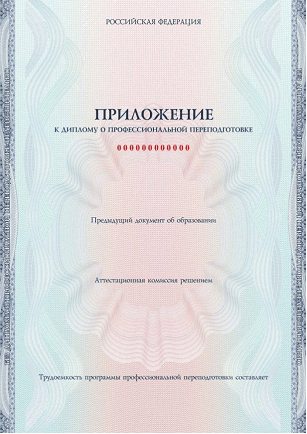 РОССИЙСКАЯ ФЕДЕРАЦИЯ
ПРИЛОЖЕНИЕ
К ДИПЛОМУ О ПРОФЕССИОНАЛЬНОЙ ПЕРЕПОДГОТОВКЕ
000000000000
Предыдущий документ об образовании
Аттестационная комиссия решением
Трудоемкость программы профессиональной переподготовки составляет